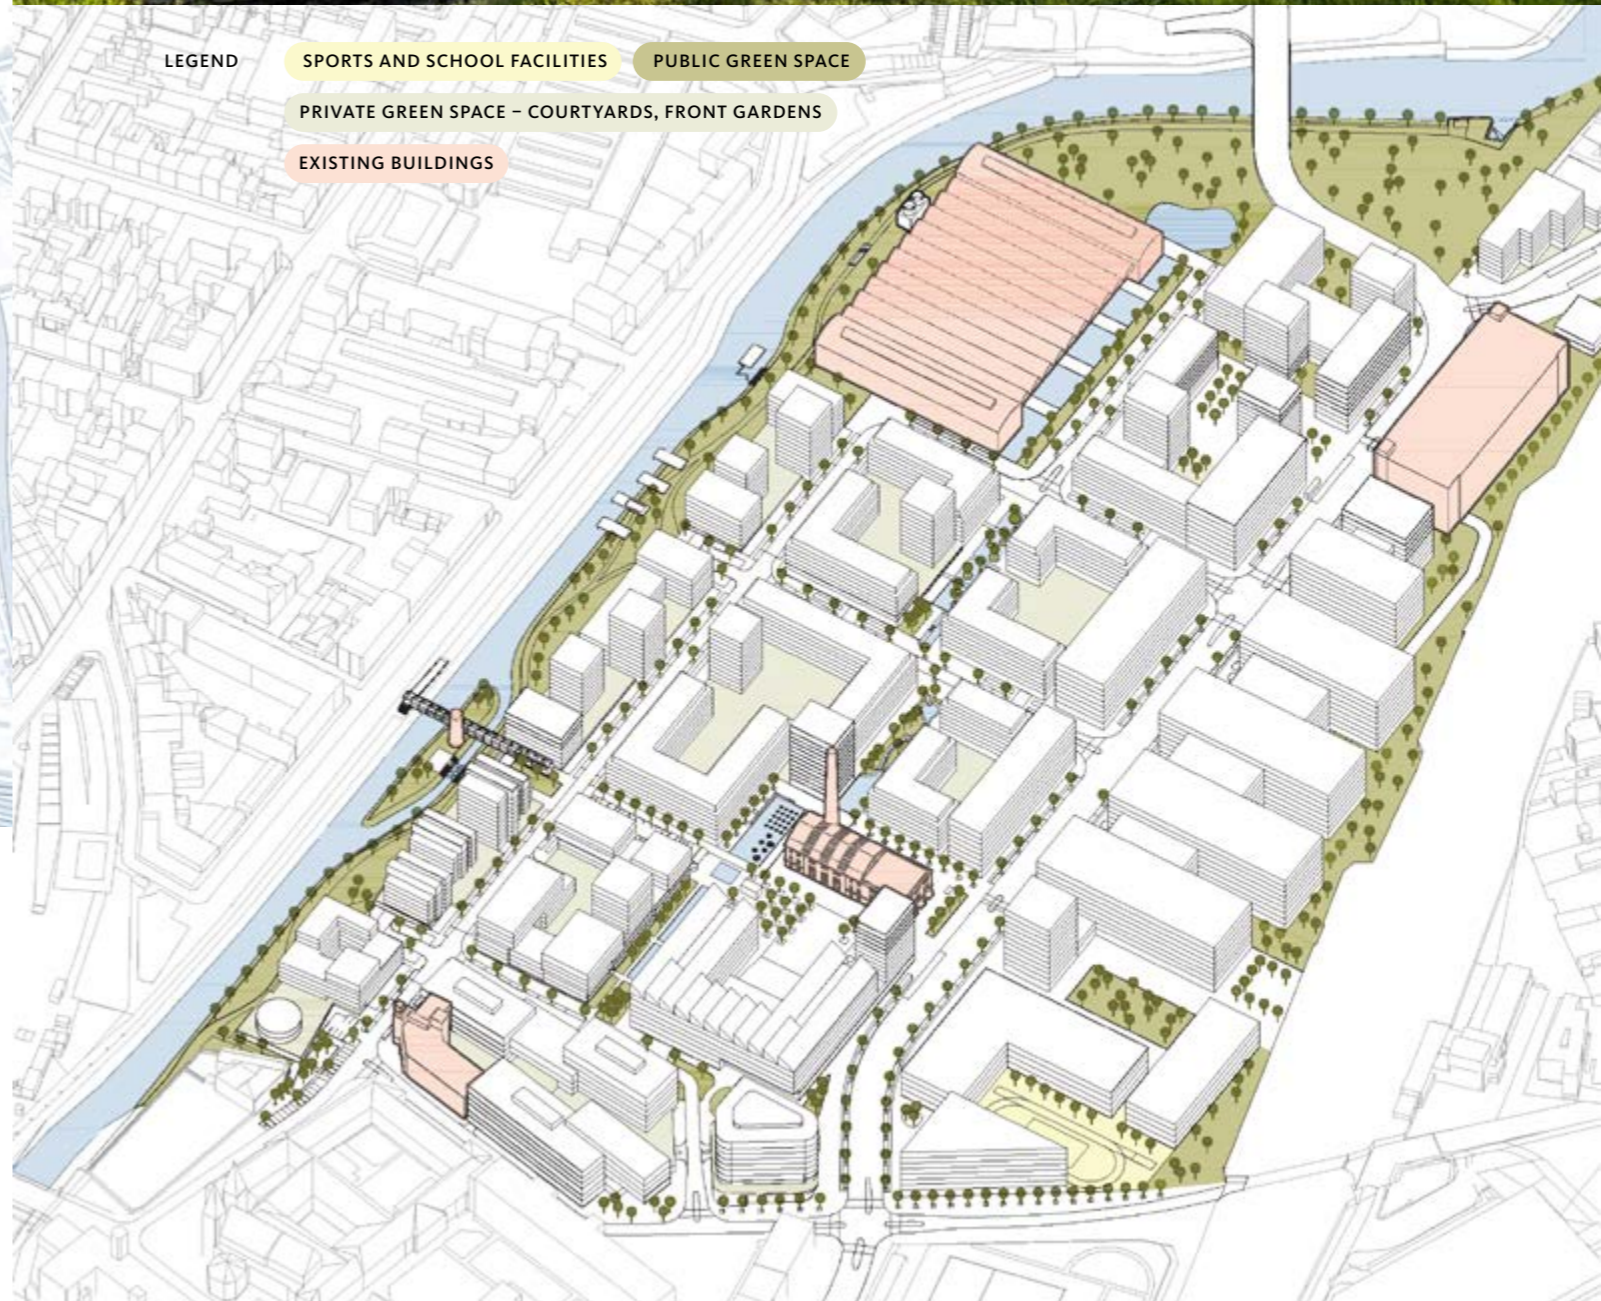 LEGEND SPORTS AND SCHOOL FACILITIES PUBLIC GREEN SPACE
PRIVATE GREEN SPACE – COURTYARDS, FRONT GARDENS
EXISTING BUILDINGS